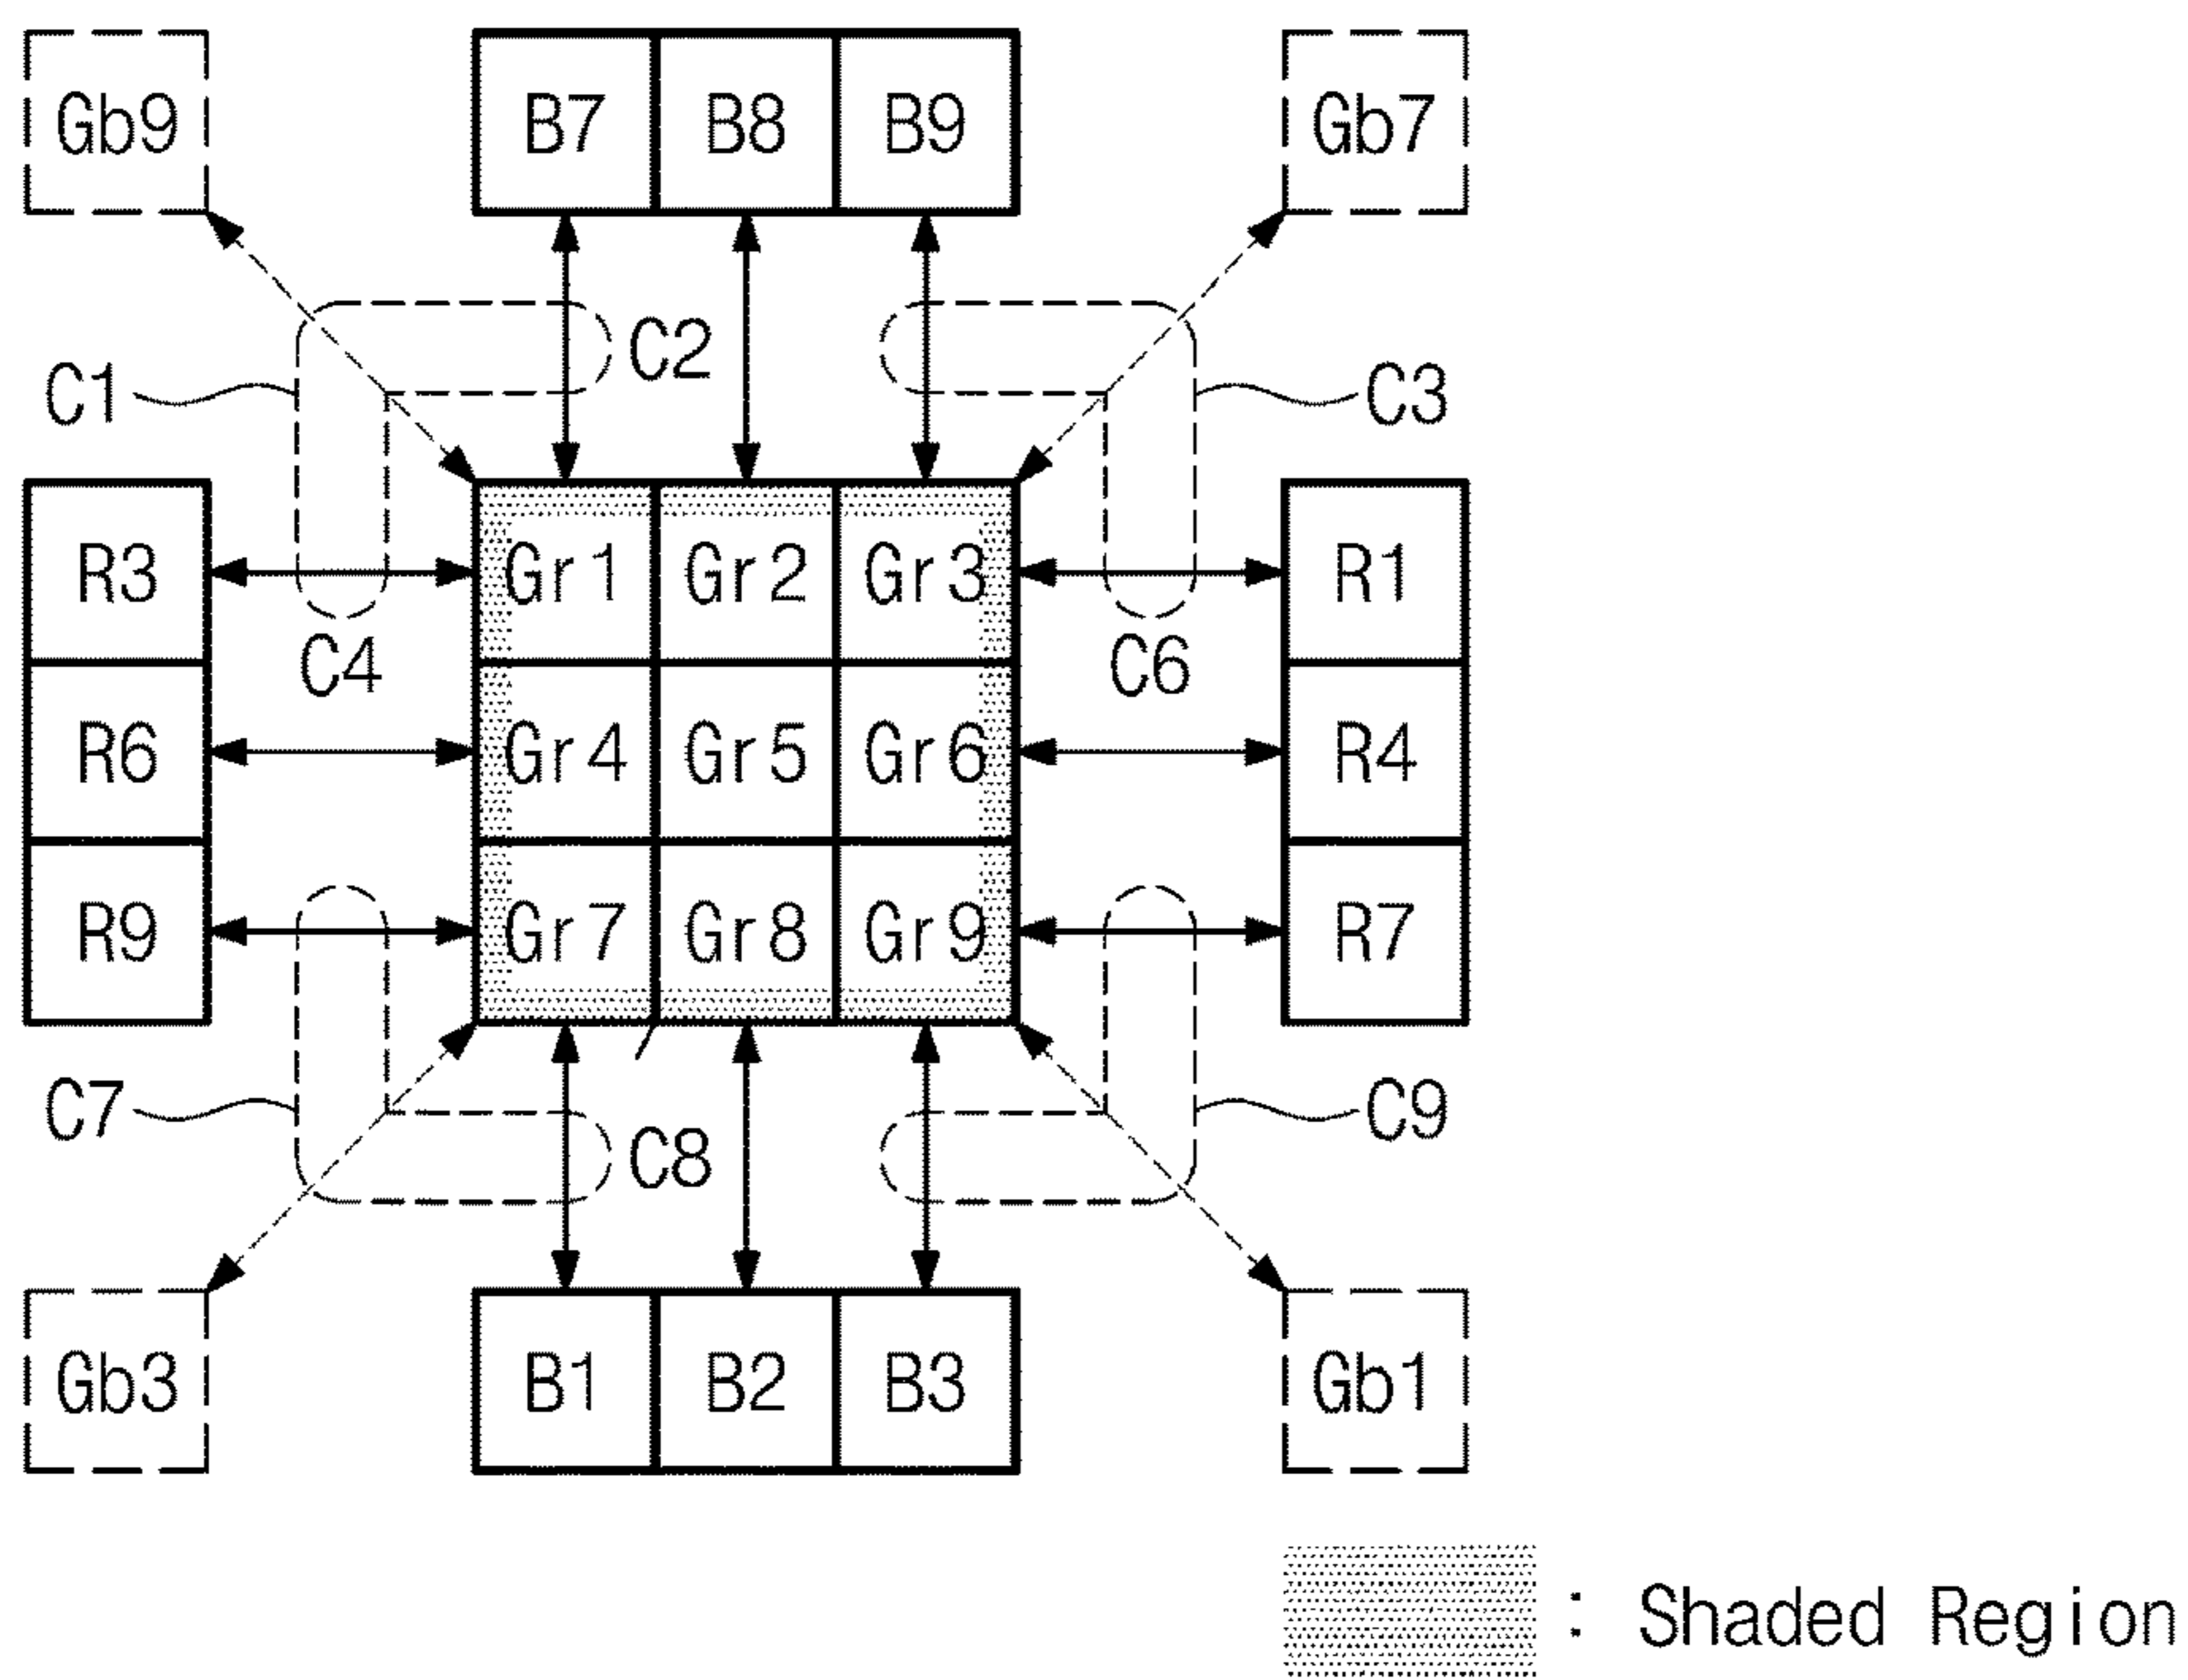 Gb9 B7 B8 B9 Gb7
C2
C1 C3
R3 Gr1 Gr2 Gr3 R1
C4 C6
R6 Gr4 Gr5 Gr6 R4
R9 Gr7 Gr8 Gr9 R7
C7 C9
C8
Gb3 B1 B2 B3 Gb1
: Shaded Region